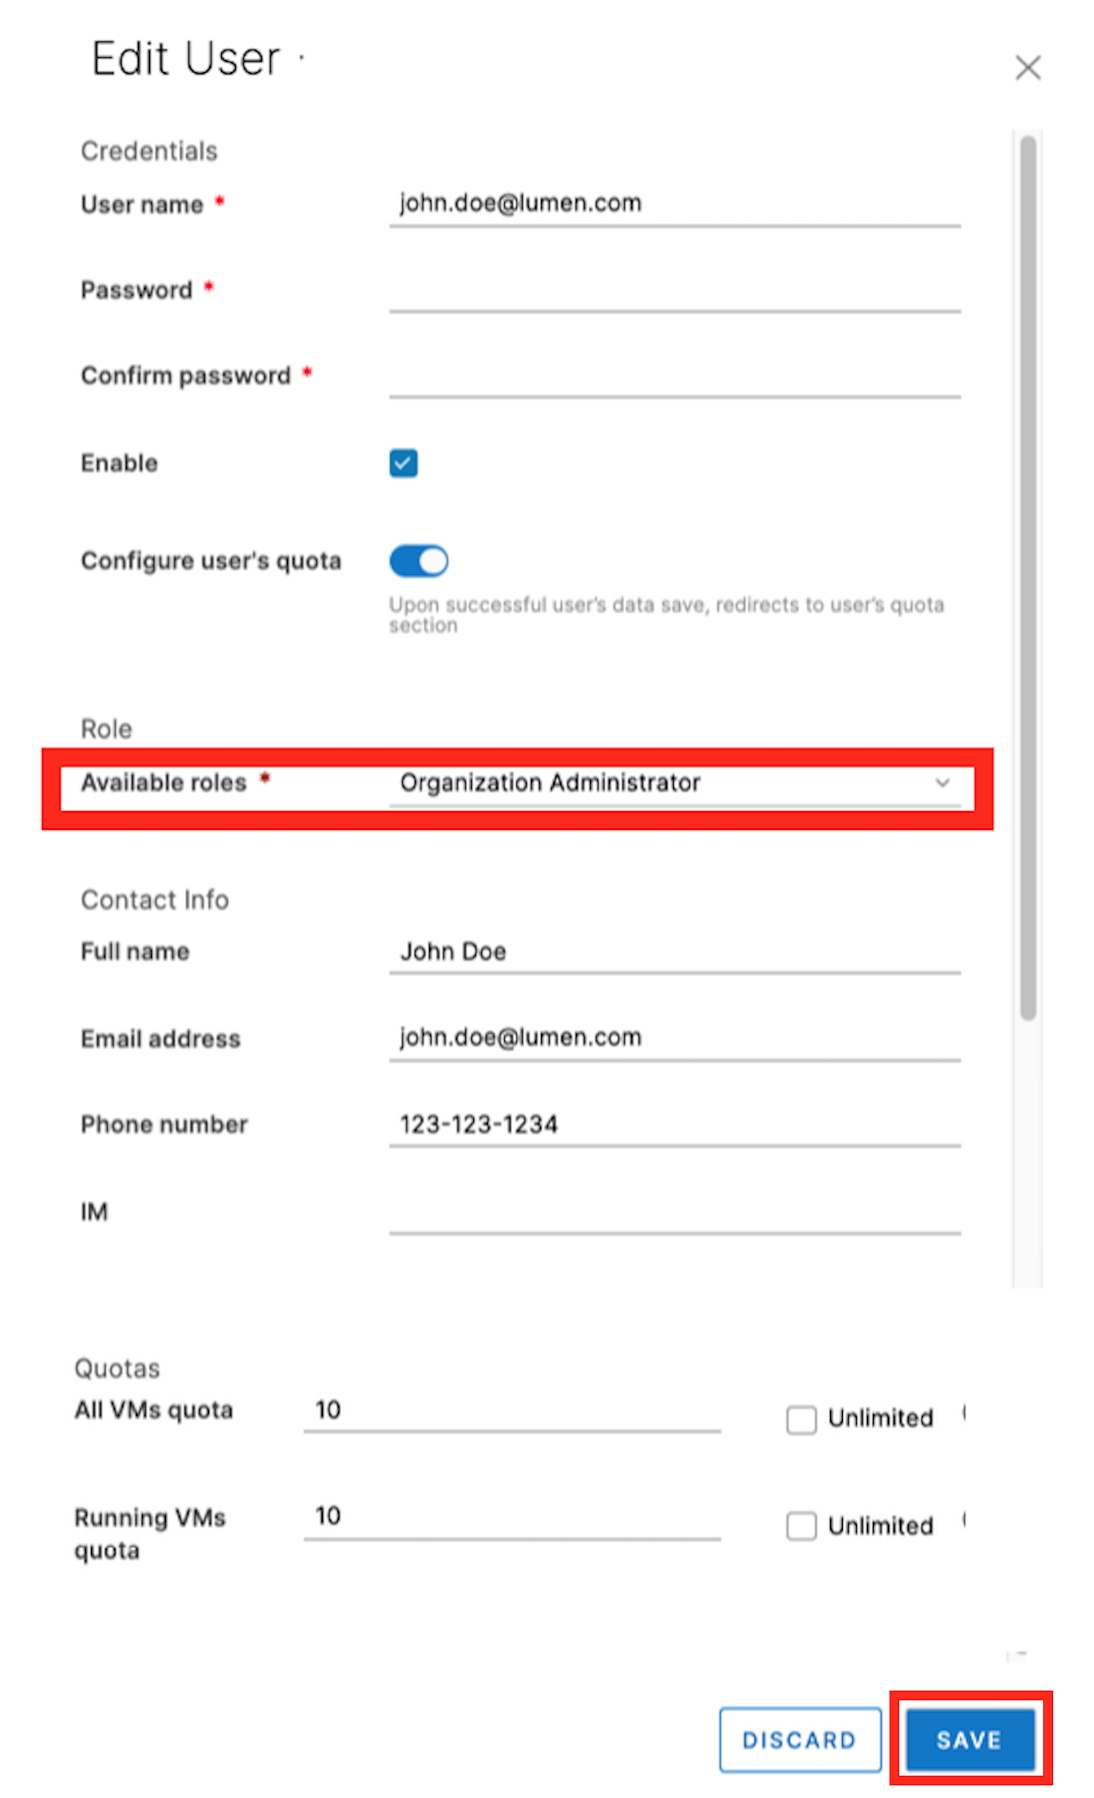 Edit User
Credentials
User name *
john.doe@lumen.com
Password *
Confirm password *
Enable
Configure user's quota
Upon successful user's data save, redirects to user's quota
section
Role
Available roles *
Organization Administrator
Contact Info
Full name
John Doe
Email address
john.doe@lumen.com
Phone number
123-123-1234
IM
Quotas
All VMs quota
10
Unlimited
Running VMs
quota
10
Unlimited
DISCARD
SAVE